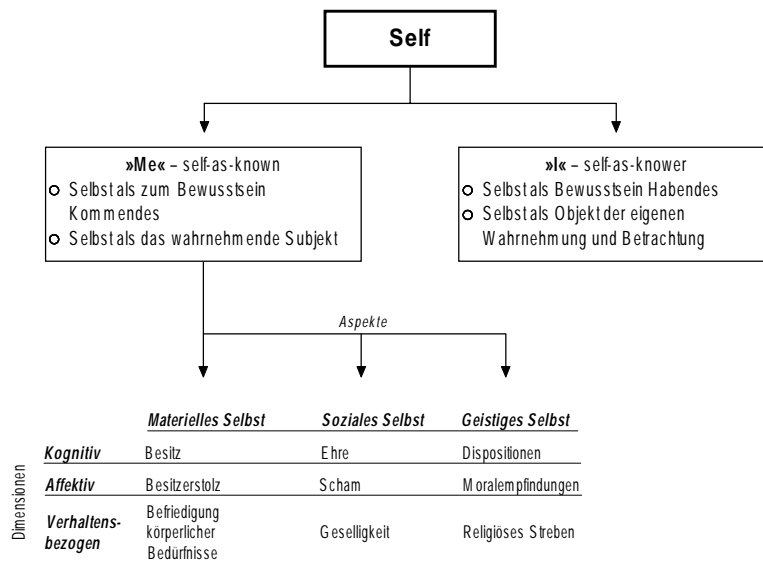 Self
»Me« – self-as-known
Selbst als zum Bewusstsein
Kommendes
Selbst als das wahrnehmende Subjekt
»I« – self-as-knower
Selbst als Bewusstsein Habendes
Selbst als Objekt der eigenen
Wahrnehmung und Betrachtung
Aspekte
Materielles Selbst Soziales Selbst Geistiges Selbst
Dimensionen
Kognitiv Besitz Ehre Dispositionen
Affektiv Besitzerstolz Scham Moralempfindungen
Verhaltens-
bezogen
Befriedigung
körperlicher
Bedürfnisse
Geselligkeit Religiöses Streben